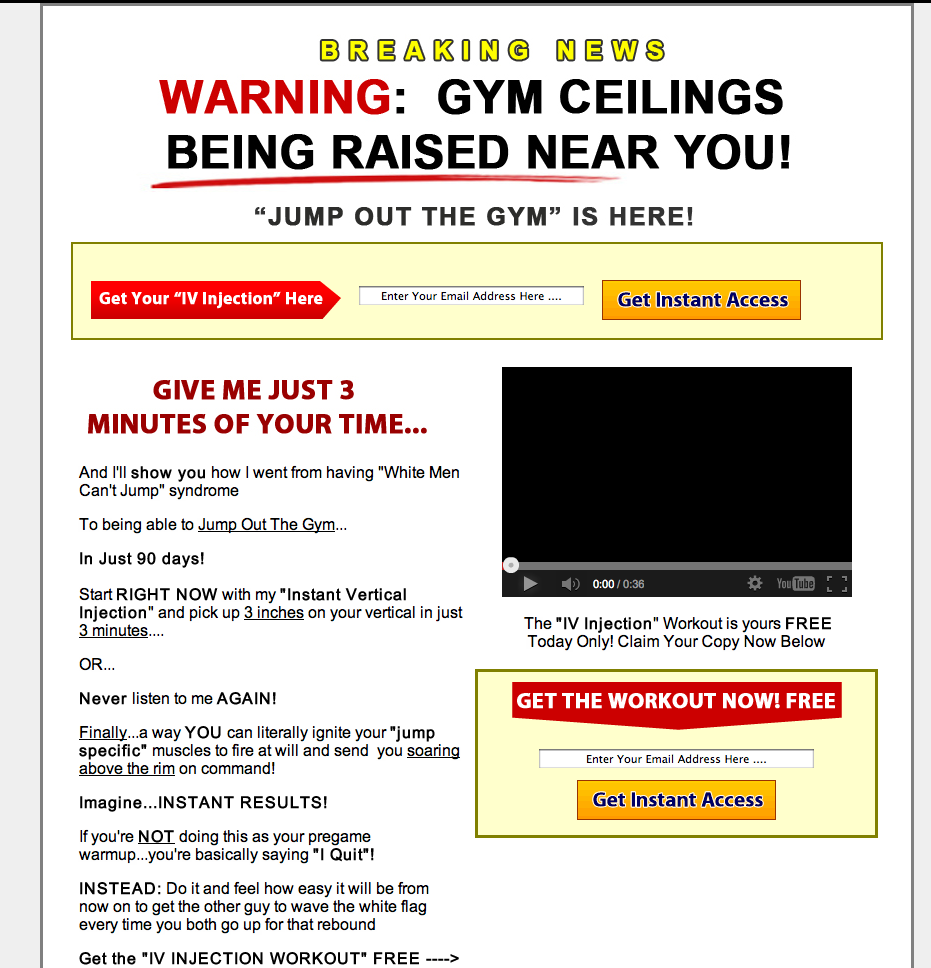 BREAKING NEWS
WARNING: GYM CEILINGS
BEING RAISED NEAR YOU!
“JUMP OUT THE GYM” IS HERE!
Get Your “IV Injection” Here
Enter Your Email Address Here ....
Get Instant Access
GIVE ME JUST 3
MINUTES OF YOUR TIME...
And I'll show you how I went from having "White Men
Can't Jump" syndrome
To being able to Jump Out The Gym...
In Just 90 days!
Start RIGHT NOW with my "Instant Vertical
Injection" and pick up 3 inches on your vertical in just
3 minutes....
OR...
Never listen to me AGAIN!
Finally...a way YOU can literally ignite your "jump
specific" muscles to fire at will and send you soaring
above the rim on command!
Imagine...INSTANT RESULTS!
If you're NOT doing this as your pregame
warmup...you're basically saying "I Quit"!
INSTEAD: Do it and feel how easy it will be from
now on to get the other guy to wave the white flag
every time you both go up for that rebound
Get the "IV INJECTION WORKOUT" FREE ---->
0:00 / 0:36
YouTube
The "IV Injection" Workout is yours FREE
Today Only! Claim Your Copy Now Below
GET THE WORKOUT NOW! FREE
Enter Your Email Address Here ....
Get Instant Access